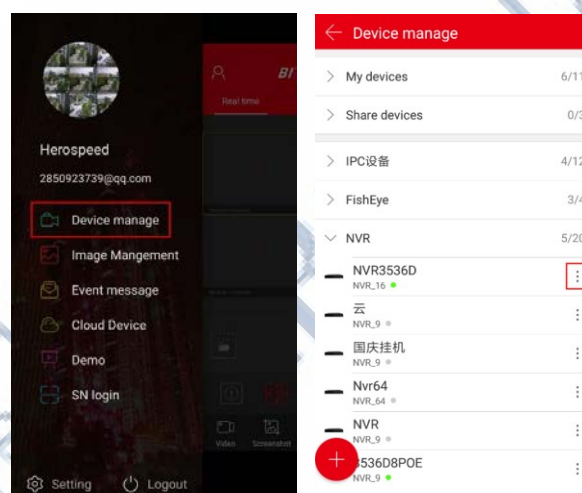 Herospeed
2850923739@qq.com
Device manage
Image Mangement
Event message
Cloud Device
Demo
SN login
Setting
Logout
BI
Real time
Video
Screenshot
Device manage
My devices
6/11
Share devices
0/3
IPC设备
4/12
FishEye
3/4
NVR
5/20
NVR3536D
NVR_16
云
NVR_9
国庆挂机
NVR_9
Nvr64
NVR_64
NVR
NVR_9
3536D8POE
NVR_9